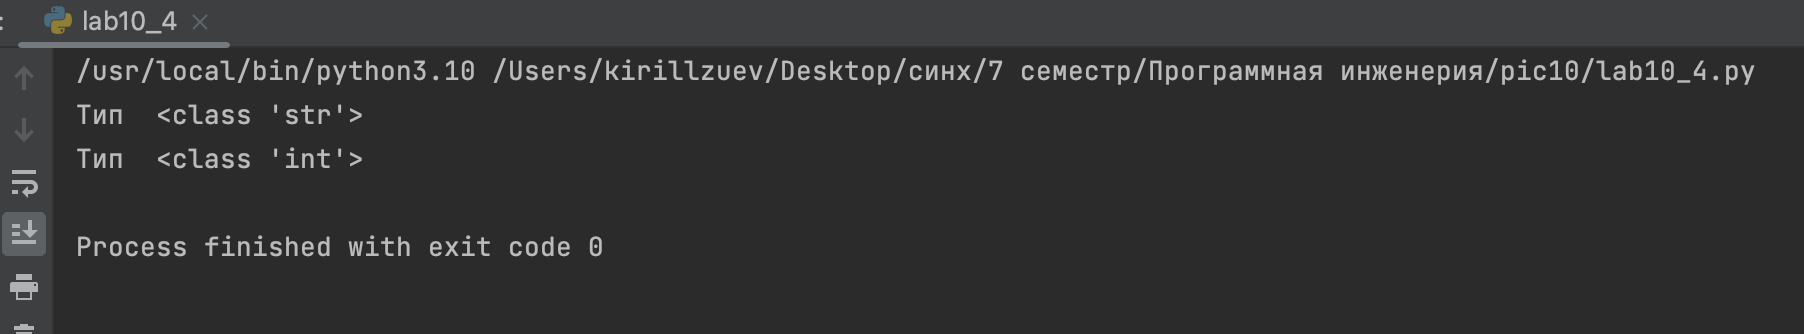 lab10_4
/usr/local/bin/python3.10 /Users/kirillzuev/Desktop/синх/7 семестр/Программная инженерия/pic10/lab10_4.py
Тип  <class 'str'>
Тип  <class 'int'>
Process finished with exit code 0